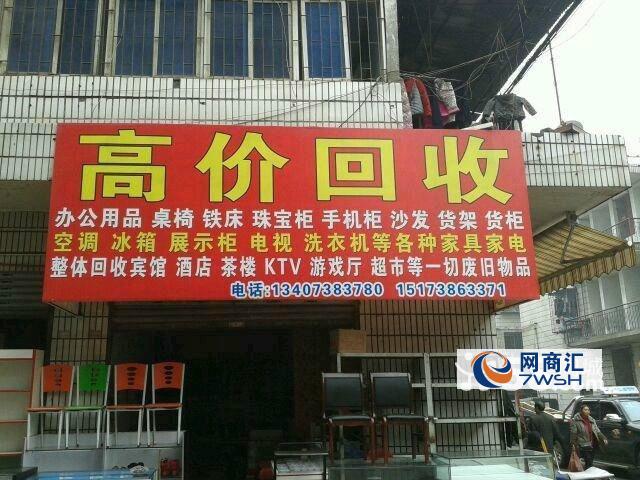 高价回收
办公用品 桌椅 铁床 珠宝柜 手机柜 沙发 货架 货柜
空调 冰箱 展示柜 电视 洗衣机等各种家具家电
整体回收宾馆 酒店 茶楼 KTV 游戏厅 超市等一切废旧物品
电话:13407383780 15173863371
网商汇
7WSH